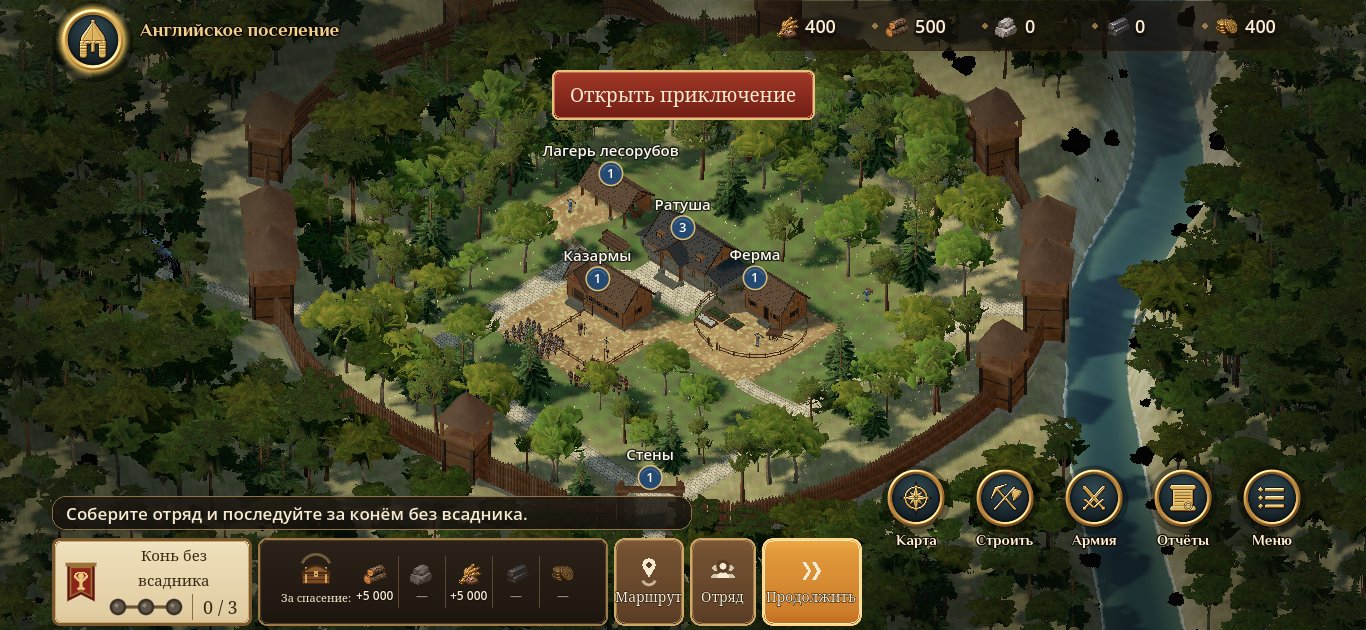 Английское поселение
400
500
0
0
400
Открыть приключение
Лагерь лесорубов
1
Ратуша
3
Казармы
1
Ферма
1
Стены
1
Соберите отряд и последуйте за конём без всадника.
Карта
Строить
Армия
Отчёты
Меню
Конь без
всадника
0 / 3
За спасение:
+5 000
—
+5 000
—
—
Маршрут
Отряд
Продолжить